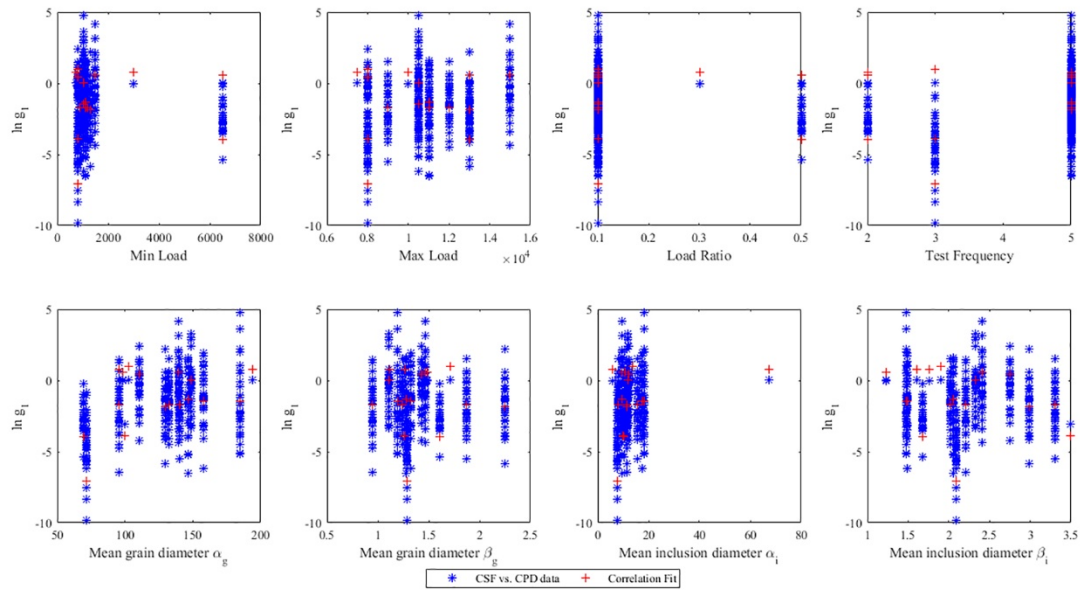 5
0
-5
-10
ln g1
0 2000 4000 6000 8000
Min Load
5
0
-5
-10
ln g1
0.6 0.8 1 1.2 1.4 1.6
×10^4
Max Load
5
0
-5
-10
ln g1
0.1 0.2 0.3 0.4 0.5
Load Ratio
5
0
-5
-10
ln g1
2 3 4 5
Test Frequency
5
0
-5
-10
ln g1
50 100 150 200
Mean grain diameter αg
5
0
-5
-10
ln g1
0.5 1 1.5 2 2.5
Mean grain diameter βg
5
0
-5
-10
ln g1
0 20 40 60 80
Mean inclusion diameter αi
5
0
-5
-10
ln g1
1 1.5 2 2.5 3 3.5
Mean inclusion diameter βi
CSF vs. CPD data Correlation Fit